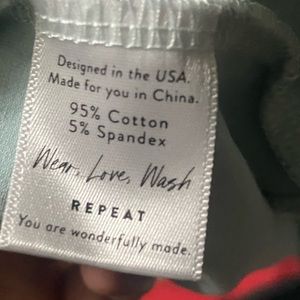 Designed in the USA.
Made for you in China.
95% Cotton
5% Spandex
Wear, Love, Wash
REPEAT
You are wonderfully made.